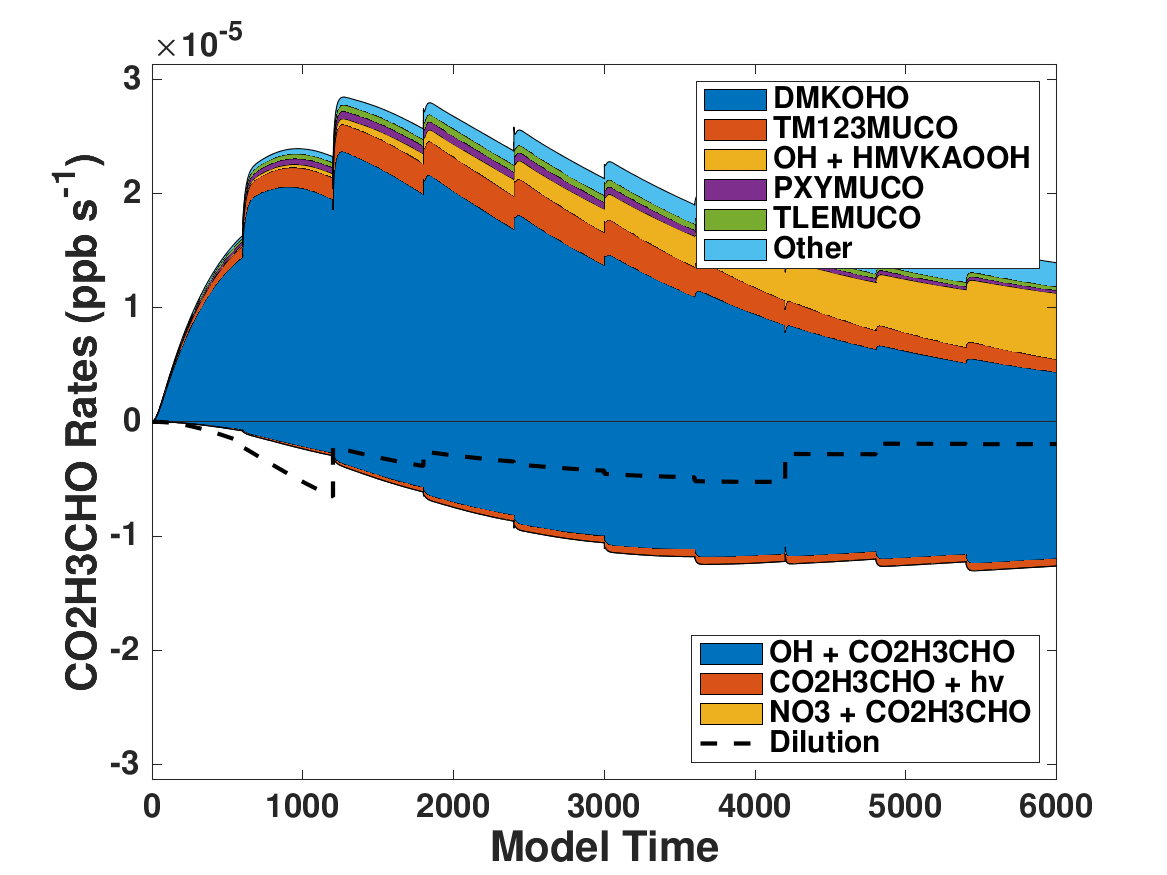 ×10-5
CO2H3CHO Rates (ppb s-1)
3
2
1
0
-1
-2
-3
DMKOHO
TM123MUCO
OH + HMVKAOOH
PXYMUCO
TLEMUCO
Other
OH + CO2H3CHO
CO2H3CHO + hv
NO3 + CO2H3CHO
Dilution
0 1000 2000 3000 4000 5000 6000
Model Time